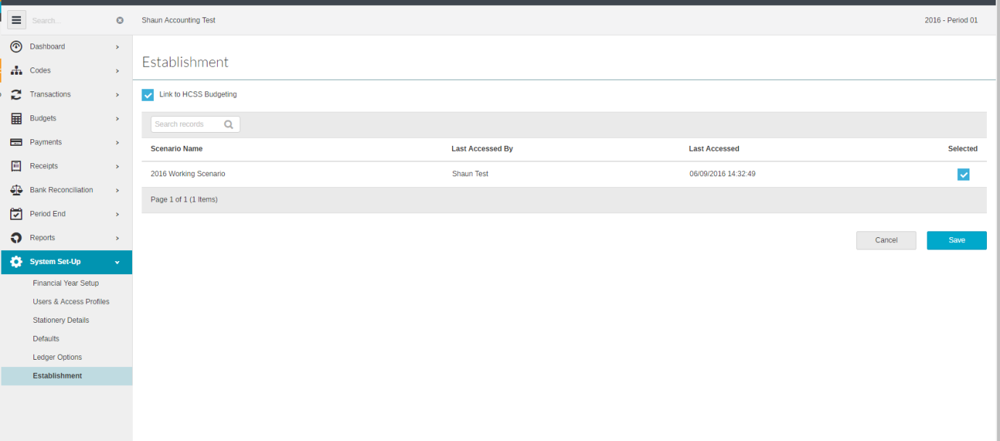 Search...
Shaun Accounting Test
2016 - Period 01
Dashboard
Codes
Transactions
Budgets
Payments
Receipts
Bank Reconciliation
Period End
Reports
System Set-Up
Financial Year Setup
Users & Access Profiles
Stationery Details
Defaults
Ledger Options
Establishment
Establishment
Link to HCSS Budgeting
Search records
Scenario Name Last Accessed By Last Accessed Selected
2016 Working Scenario Shaun Test 06/09/2016 14:32:49
Page 1 of 1 (1 Items)
Cancel Save